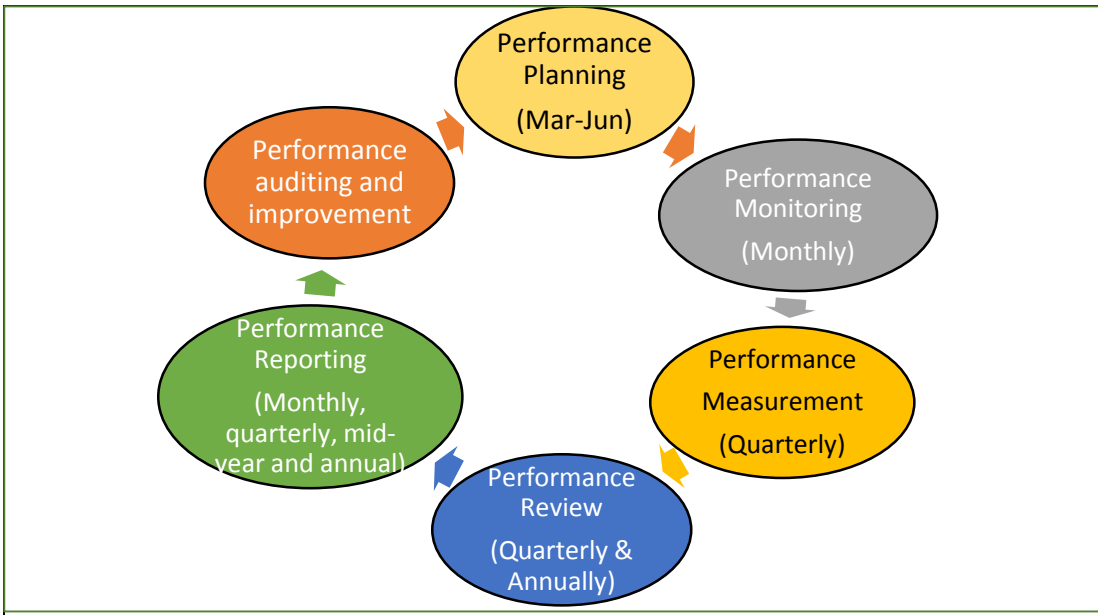 Performance
Planning
(Mar-Jun)
Performance
Monitoring
(Monthly)
Performance
Measurement
(Quarterly)
Performance
Review
(Quarterly &
Annually)
Performance
Reporting
(Monthly,
quarterly, mid-
year and annual)
Performance
auditing and
improvement